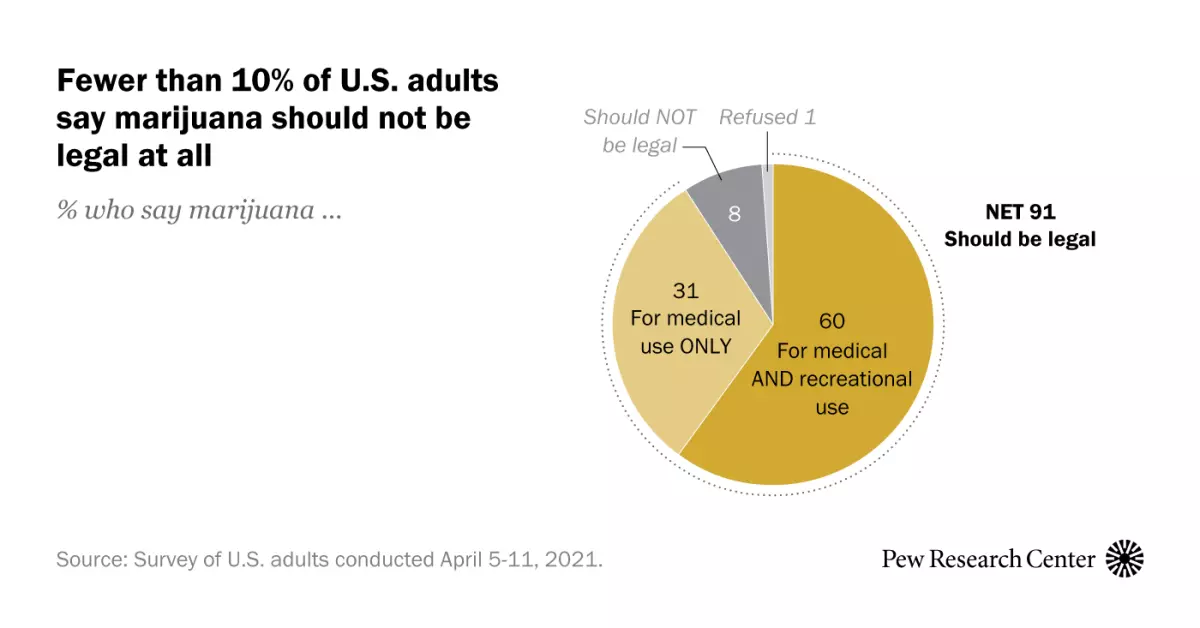 Fewer than 10% of U.S. adults
say marijuana should not be
legal at all
% who say marijuana ...
Should NOT
be legal
Refused 1
8
NET 91
Should be legal
31
For medical
use ONLY
60
For medical
AND recreational
use
Source: Survey of U.S. adults conducted April 5-11, 2021.
Pew Research Center